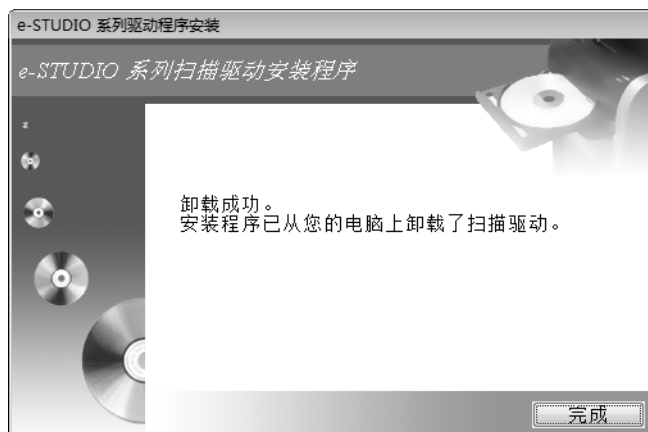 e-STUDIO 系列驱动程序安装
e-STUDIO 系列扫描驱动安装程序
卸载成功。
安装程序已从您的电脑上卸载了扫描驱动。
完成